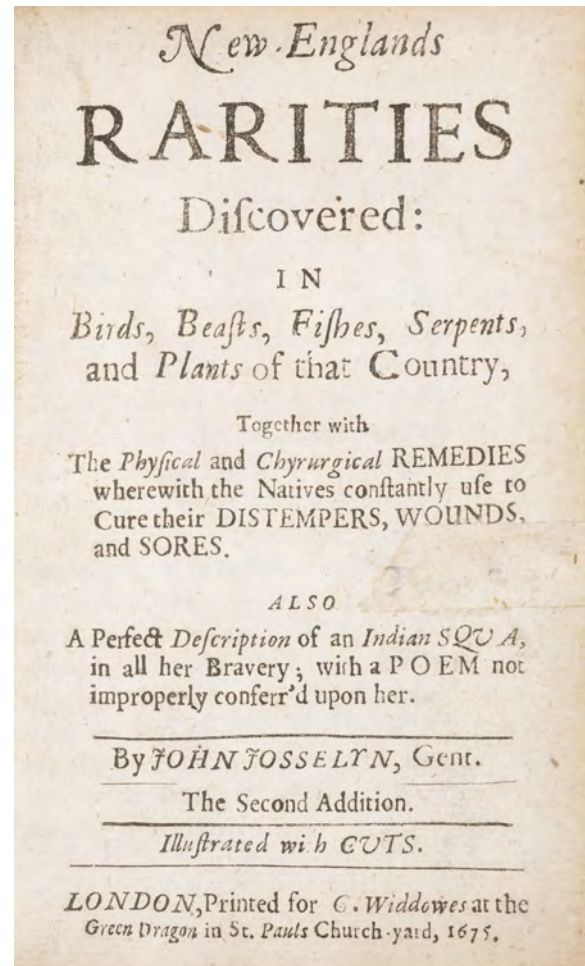 New-Englands
RARITIES
Diſcovered:
IN
Birds, Beaſts, Fiſhes, Serpents,
and Plants of that Country,
Together with
The Phyſical and Chyrurgical REMEDIES
wherewith the Natives conſtantly uſe to
Cure their DISTEMPERS, WOUNDS,
and SORES.
ALSO
A Perfect Deſcription of an Indian SQVA,
in all her Bravery; with a POEM not
improperly conferr'd upon her.
By JOHN JOSSELYN, Gent.
The Second Addition.
Illuſtrated wi h CVTS.
LONDON, Printed for G. Widdowes at the
Green Dragon in St. Pauls Church-yard, 1675.